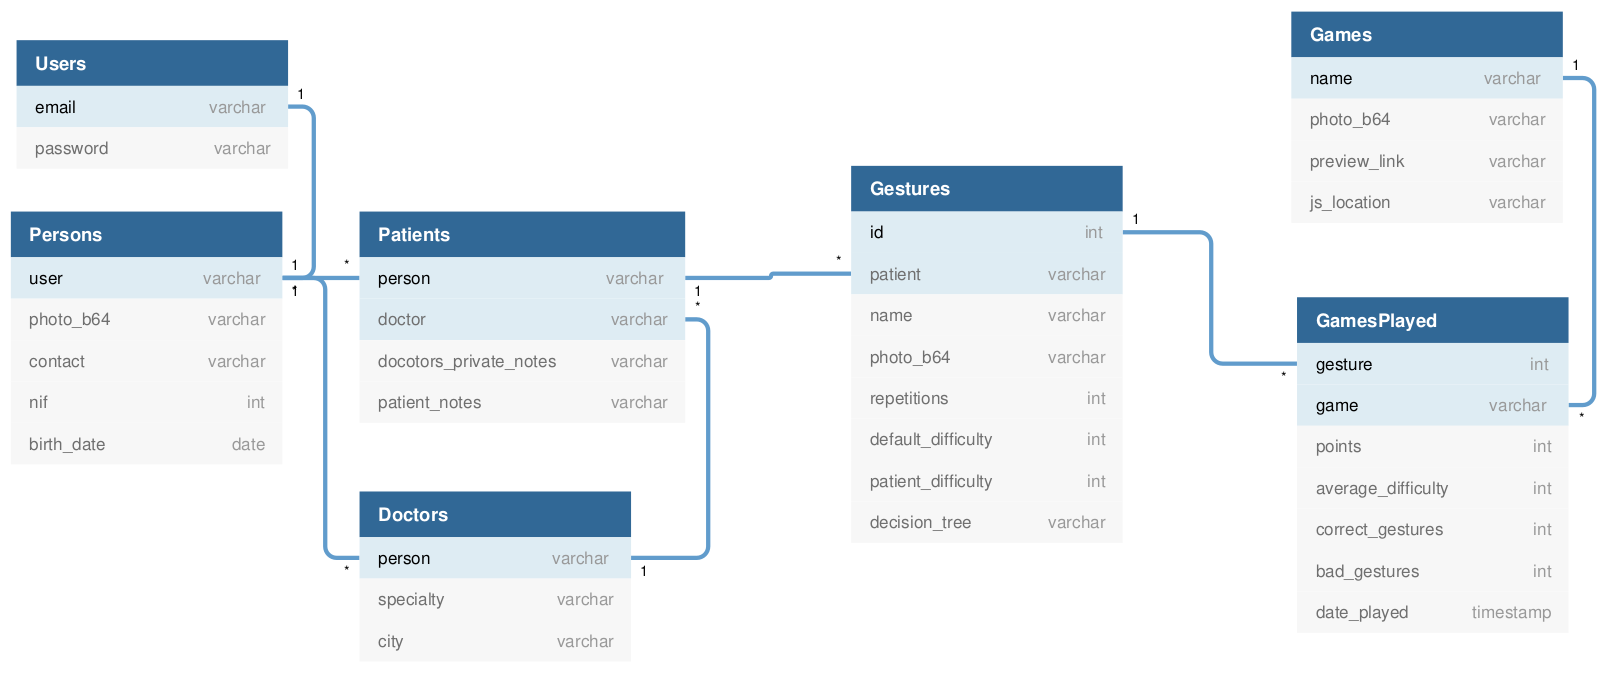 Users
email varchar
password varchar
1
Persons
user varchar
photo_b64 varchar
contact varchar
nif int
birth_date date
1
1
*
Patients
person varchar
doctor varchar
docotors_private_notes varchar
patient_notes varchar
1
*
Doctors
person varchar
specialty varchar
city varchar
*
1
Gestures
id int
patient varchar
name varchar
photo_b64 varchar
repetitions int
default_difficulty int
patient_difficulty int
decision_tree varchar
*
1
Games
name varchar
photo_b64 varchar
preview_link varchar
js_location varchar
1
GamesPlayed
gesture int
game varchar
points int
average_difficulty int
correct_gestures int
bad_gestures int
date_played timestamp
*
*